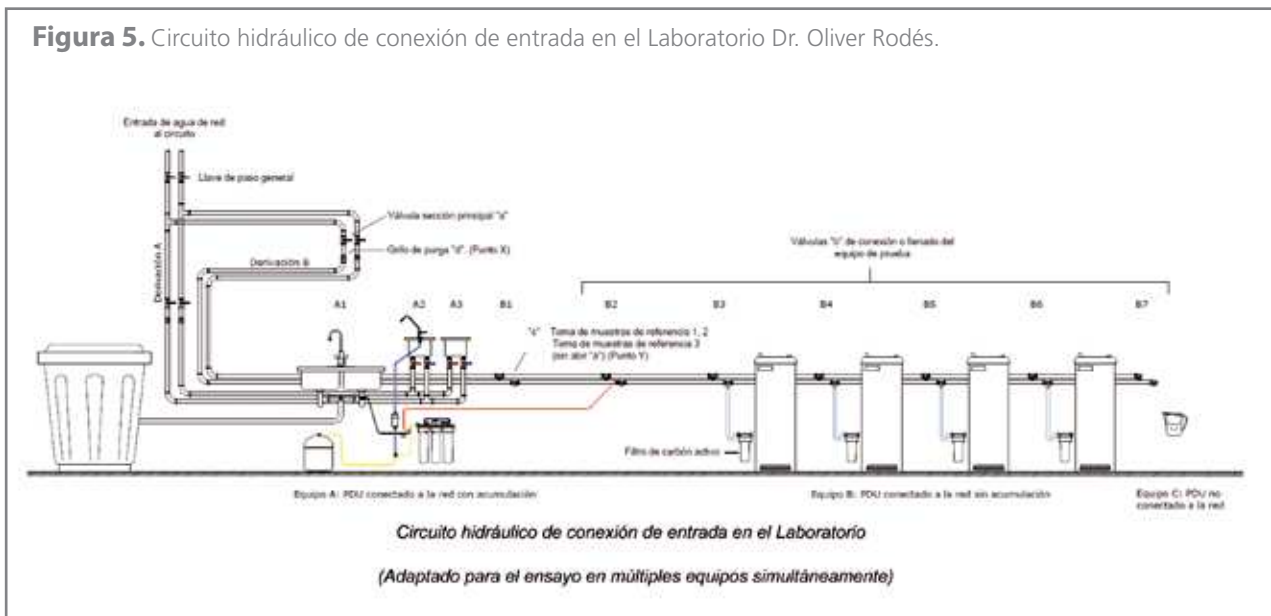 Figura 5. Circuito hidráulico de conexión de entrada en el Laboratorio Dr. Oliver Rodés.
Entrada de agua de red
al circuito
Llave de paso general
Válvula sección principal "a"
Grifo de purga "d". (Punto X)
Derivación A
Derivación B
Válvulas "b" de conexión o llenado del
equipo de prueba
A1
A2
A3
B1
B2
B3
B4
B5
B6
B7
"c" Toma de muestras de referencia 1, 2
Toma de muestras de referencia 3
(sin abrir "a") (Punto Y)
Filtro de carbón activo
Equipo A: PDU conectado a la red con acumulación
Equipo B: PDU conectado a la red sin acumulación
Equipo C: PDU no
conectado a la red
Circuito hidráulico de conexión de entrada en el Laboratorio
(Adaptado para el ensayo en múltiples equipos simultáneamente)